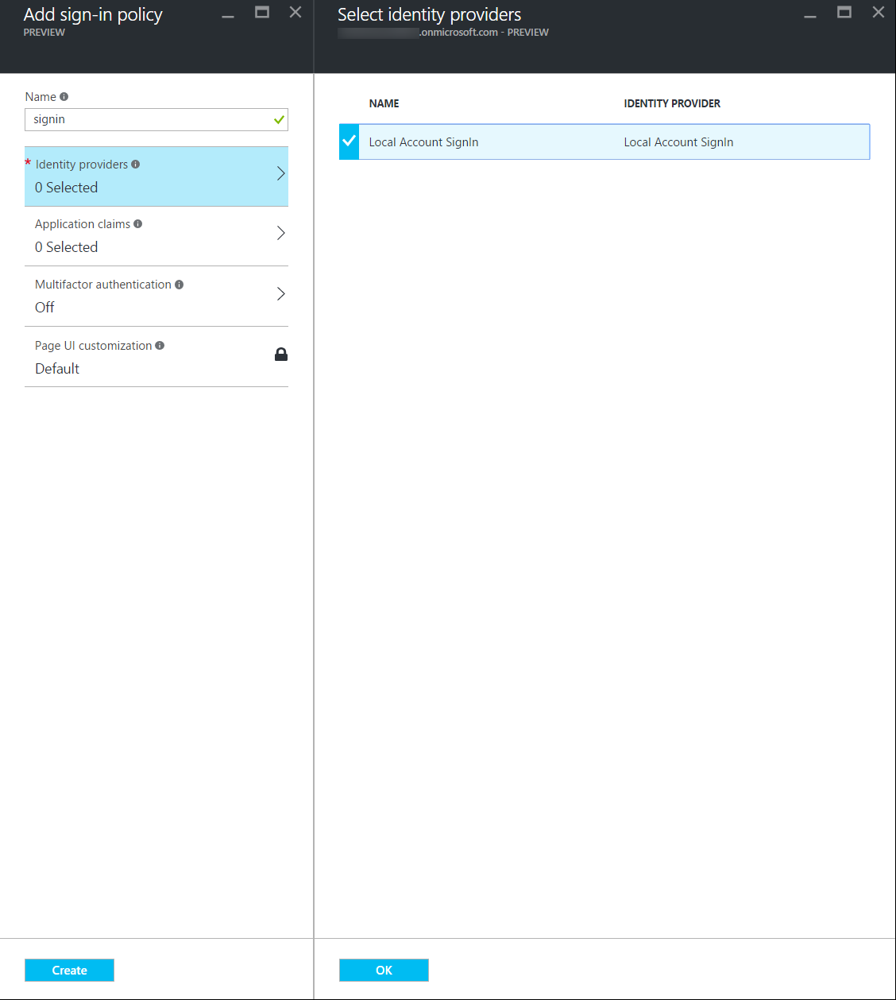 Add sign-in policy
PREVIEW
Name
signin
* Identity providers
0 Selected
Application claims
0 Selected
Multifactor authentication
Off
Page UI customization
Default
Create
Select identity providers
.onmicrosoft.com - PREVIEW
NAME IDENTITY PROVIDER
Local Account SignIn Local Account SignIn
OK